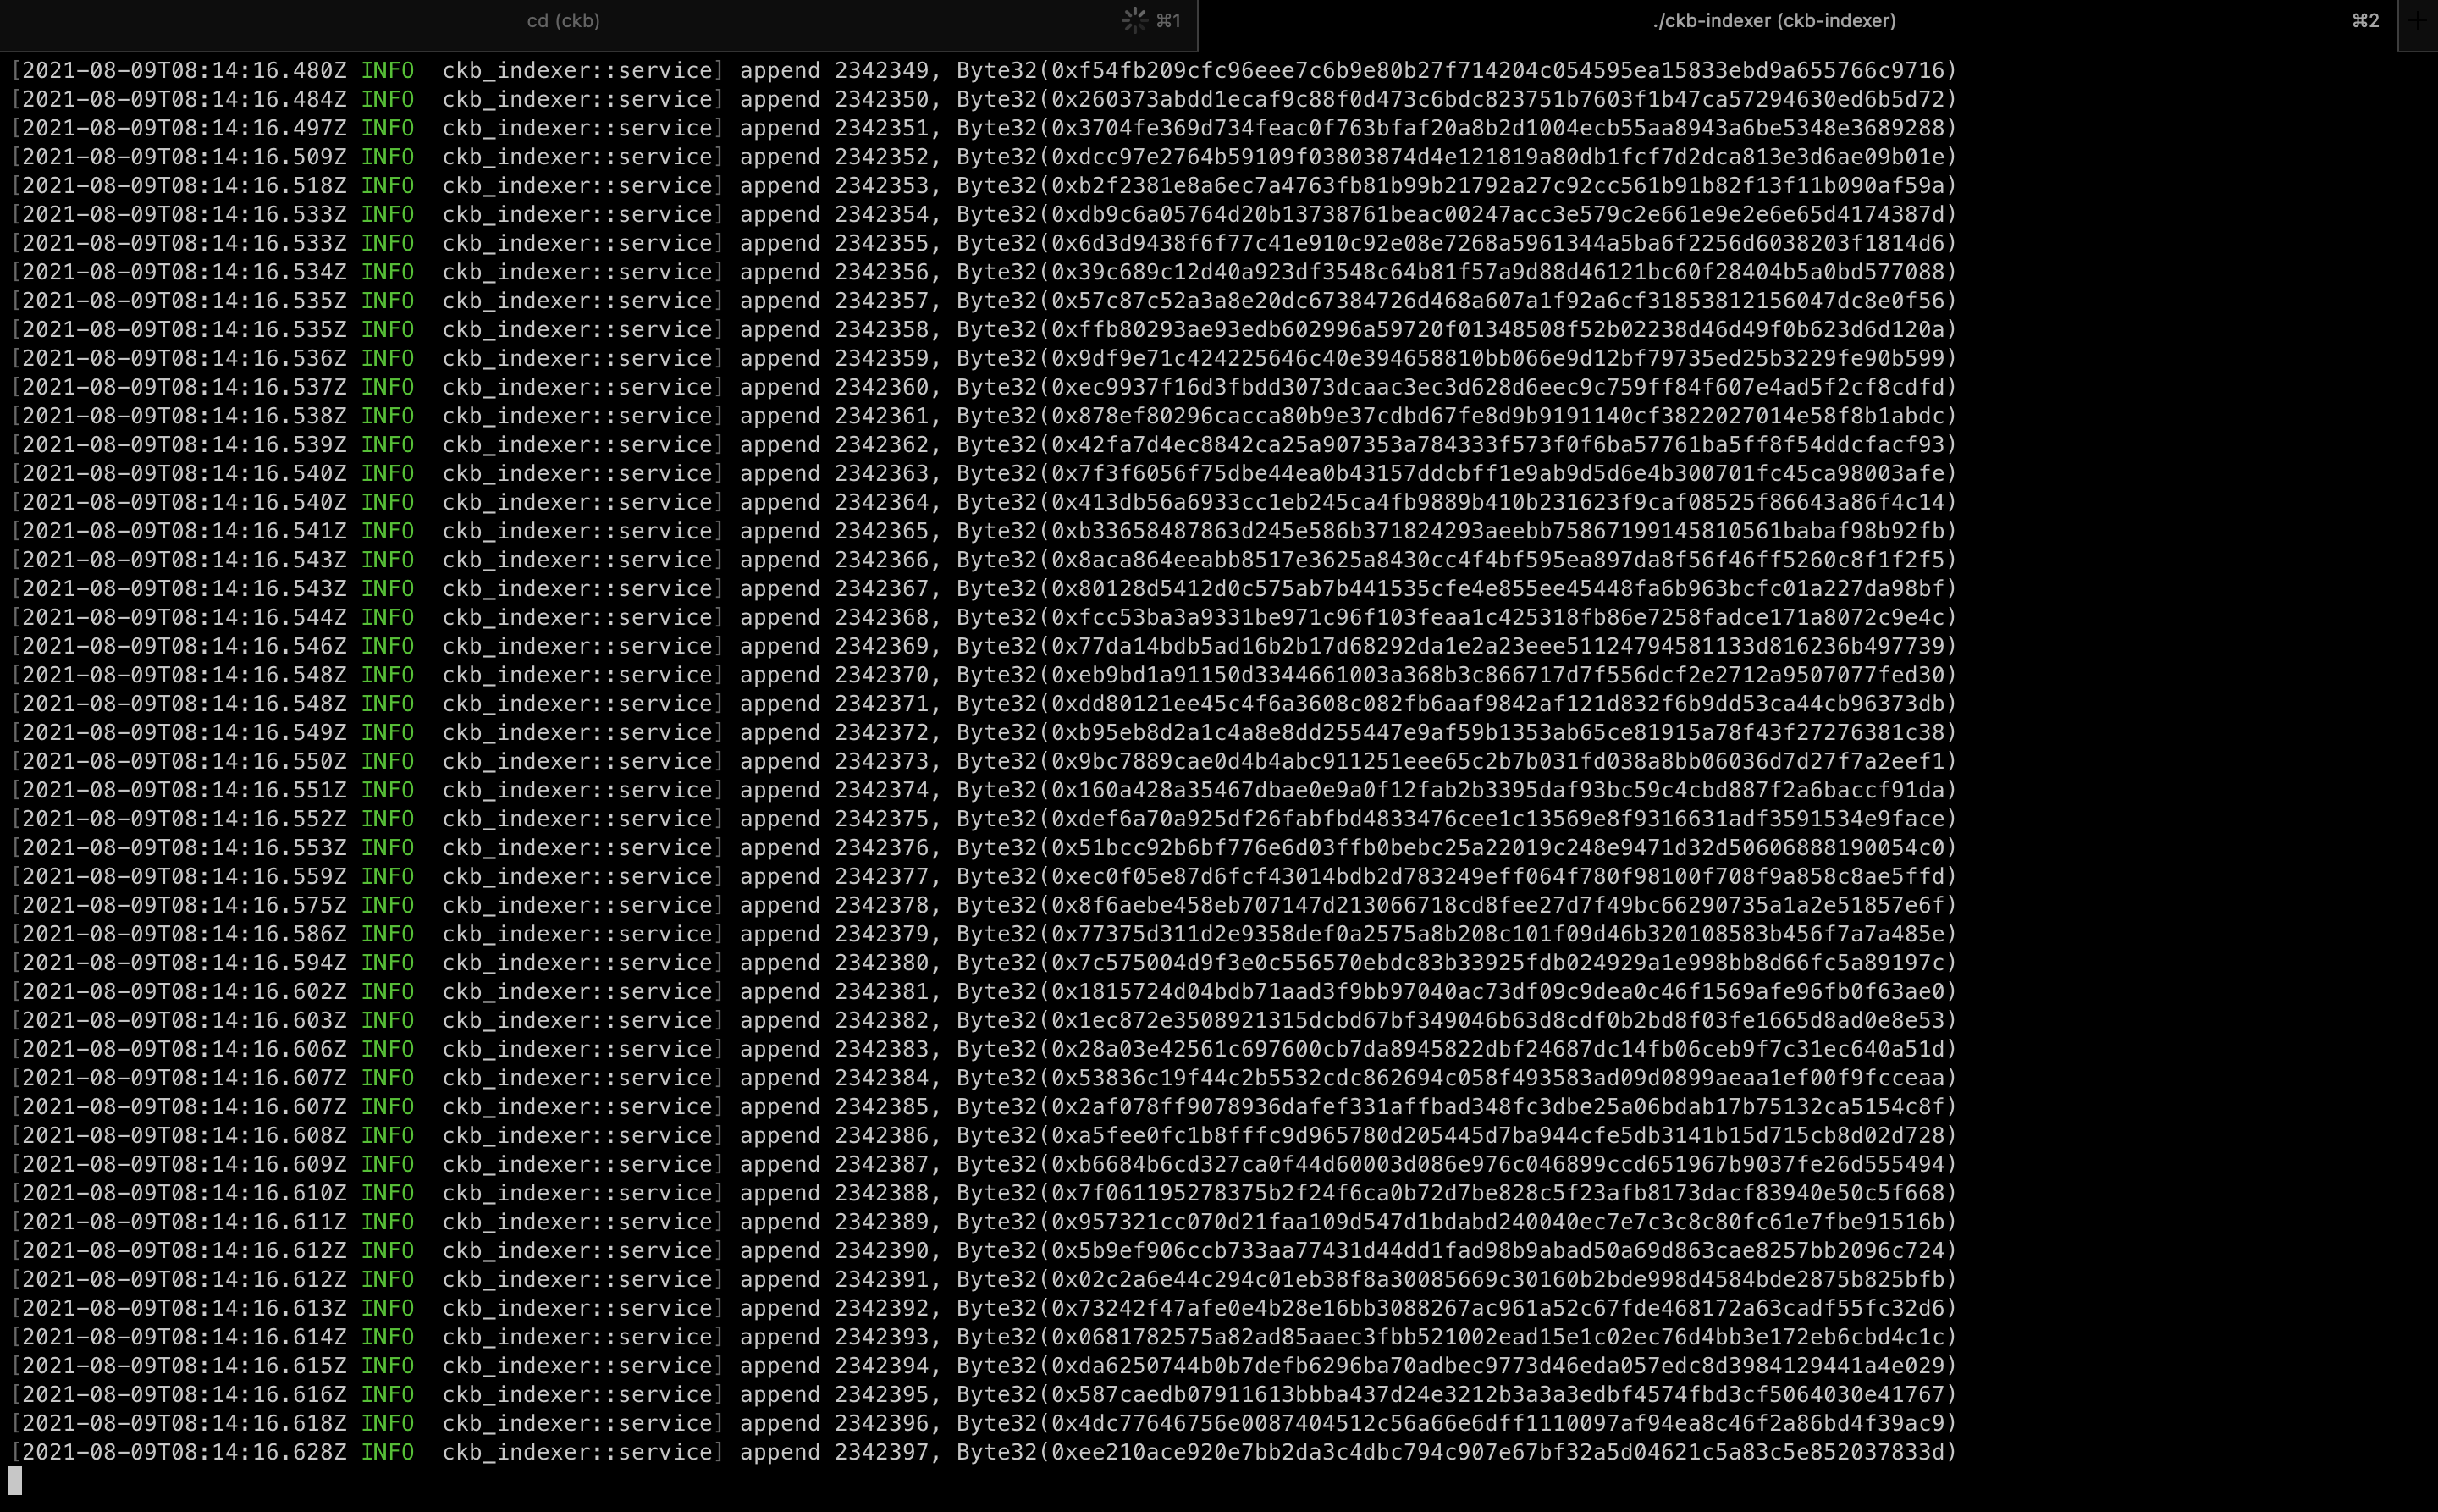 cd (ckb) ⌘1 ./ckb-indexer (ckb-indexer) ⌘2 +
[2021-08-09T08:14:16.480Z INFO  ckb_indexer::service] append 2342349, Byte32(0xf54fb209cfc96eee7c6b9e80b27f714204c054595ea15833ebd9a655766c9716)
[2021-08-09T08:14:16.484Z INFO  ckb_indexer::service] append 2342350, Byte32(0x260373abdd1ecaf9c88f0d473c6bdc823751b7603f1b47ca57294630ed6b5d72)
[2021-08-09T08:14:16.497Z INFO  ckb_indexer::service] append 2342351, Byte32(0x3704fe369d734feac0f763bfaf20a8b2d1004ecb55aa8943a6be5348e3689288)
[2021-08-09T08:14:16.509Z INFO  ckb_indexer::service] append 2342352, Byte32(0xdcc97e2764b59109f03803874d4e121819a80db1fcf7d2dca813e3d6ae09b01e)
[2021-08-09T08:14:16.518Z INFO  ckb_indexer::service] append 2342353, Byte32(0xb2f2381e8a6ec7a4763fb81b99b21792a27c92cc561b91b82f13f11b090af59a)
[2021-08-09T08:14:16.533Z INFO  ckb_indexer::service] append 2342354, Byte32(0xdb9c6a05764d20b13738761beac00247acc3e579c2e661e9e2e6e65d4174387d)
[2021-08-09T08:14:16.533Z INFO  ckb_indexer::service] append 2342355, Byte32(0x6d3d9438f6f77c41e910c92e08e7268a5961344a5ba6f2256d6038203f1814d6)
[2021-08-09T08:14:16.534Z INFO  ckb_indexer::service] append 2342356, Byte32(0x39c689c12d40a923df3548c64b81f57a9d88d46121bc60f28404b5a0bd577088)
[2021-08-09T08:14:16.535Z INFO  ckb_indexer::service] append 2342357, Byte32(0x57c87c52a3a8e20dc67384726d468a607a1f92a6cf31853812156047dc8e0f56)
[2021-08-09T08:14:16.535Z INFO  ckb_indexer::service] append 2342358, Byte32(0xffb80293ae93edb602996a59720f01348508f52b02238d46d49f0b623d6d120a)
[2021-08-09T08:14:16.536Z INFO  ckb_indexer::service] append 2342359, Byte32(0x9df9e71c424225646c40e394658810bb066e9d12bf79735ed25b3229fe90b599)
[2021-08-09T08:14:16.537Z INFO  ckb_indexer::service] append 2342360, Byte32(0xec9937f16d3fbdd3073dcaac3ec3d628d6eec9c759ff84f607e4ad5f2cf8cdfd)
[2021-08-09T08:14:16.538Z INFO  ckb_indexer::service] append 2342361, Byte32(0x878ef80296cacca80b9e37cdbd67fe8d9b9191140cf3822027014e58f8b1abdc)
[2021-08-09T08:14:16.539Z INFO  ckb_indexer::service] append 2342362, Byte32(0x42fa7d4ec8842ca25a907353a784333f573f0f6ba57761ba5ff8f54ddcfacf93)
[2021-08-09T08:14:16.540Z INFO  ckb_indexer::service] append 2342363, Byte32(0x7f3f6056f75dbe44ea0b43157ddcbff1e9ab9d5d6e4b300701fc45ca98003afe)
[2021-08-09T08:14:16.540Z INFO  ckb_indexer::service] append 2342364, Byte32(0x413db56a6933cc1eb245ca4fb9889b410b231623f9caf08525f86643a86f4c14)
[2021-08-09T08:14:16.541Z INFO  ckb_indexer::service] append 2342365, Byte32(0xb33658487863d245e586b371824293aeebb75867199145810561babaf98b92fb)
[2021-08-09T08:14:16.543Z INFO  ckb_indexer::service] append 2342366, Byte32(0x8aca864eeabb8517e3625a8430cc4f4bf595ea897da8f56f46ff5260c8f1f2f5)
[2021-08-09T08:14:16.543Z INFO  ckb_indexer::service] append 2342367, Byte32(0x80128d5412d0c575ab7b441535cfe4e855ee45448fa6b963bcfc01a227da98bf)
[2021-08-09T08:14:16.544Z INFO  ckb_indexer::service] append 2342368, Byte32(0xfcc53ba3a9331be971c96f103feaa1c425318fb86e7258fadce171a8072c9e4c)
[2021-08-09T08:14:16.546Z INFO  ckb_indexer::service] append 2342369, Byte32(0x77da14bdb5ad16b2b17d68292da1e2a23eee51124794581133d816236b497739)
[2021-08-09T08:14:16.548Z INFO  ckb_indexer::service] append 2342370, Byte32(0xeb9bd1a91150d3344661003a368b3c866717d7f556dcf2e2712a9507077fed30)
[2021-08-09T08:14:16.548Z INFO  ckb_indexer::service] append 2342371, Byte32(0xdd80121ee45c4f6a3608c082fb6aaf9842af121d832f6b9dd53ca44cb96373db)
[2021-08-09T08:14:16.549Z INFO  ckb_indexer::service] append 2342372, Byte32(0xb95eb8d2a1c4a8e8dd255447e9af59b1353ab65ce81915a78f43f27276381c38)
[2021-08-09T08:14:16.550Z INFO  ckb_indexer::service] append 2342373, Byte32(0x9bc7889cae0d4b4abc911251eee65c2b7b031fd038a8bb06036d7d27f7a2eef1)
[2021-08-09T08:14:16.551Z INFO  ckb_indexer::service] append 2342374, Byte32(0x160a428a35467dbae0e9a0f12fab2b3395daf93bc59c4cbd887f2a6baccf91da)
[2021-08-09T08:14:16.552Z INFO  ckb_indexer::service] append 2342375, Byte32(0xdef6a70a925df26fabfbd4833476cee1c13569e8f9316631adf3591534e9face)
[2021-08-09T08:14:16.553Z INFO  ckb_indexer::service] append 2342376, Byte32(0x51bcc92b6bf776e6d03ffb0bebc25a22019c248e9471d32d50606888190054c0)
[2021-08-09T08:14:16.559Z INFO  ckb_indexer::service] append 2342377, Byte32(0xec0f05e87d6fcf43014bdb2d783249eff064f780f98100f708f9a858c8ae5ffd)
[2021-08-09T08:14:16.575Z INFO  ckb_indexer::service] append 2342378, Byte32(0x8f6aebe458eb707147d213066718cd8fee27d7f49bc66290735a1a2e51857e6f)
[2021-08-09T08:14:16.586Z INFO  ckb_indexer::service] append 2342379, Byte32(0x77375d311d2e9358def0a2575a8b208c101f09d46b320108583b456f7a7a485e)
[2021-08-09T08:14:16.594Z INFO  ckb_indexer::service] append 2342380, Byte32(0x7c575004d9f3e0c556570ebdc83b33925fdb024929a1e998bb8d66fc5a89197c)
[2021-08-09T08:14:16.602Z INFO  ckb_indexer::service] append 2342381, Byte32(0x1815724d04bdb71aad3f9bb97040ac73df09c9dea0c46f1569afe96fb0f63ae0)
[2021-08-09T08:14:16.603Z INFO  ckb_indexer::service] append 2342382, Byte32(0x1ec872e3508921315dcbd67bf349046b63d8cdf0b2bd8f03fe1665d8ad0e8e53)
[2021-08-09T08:14:16.606Z INFO  ckb_indexer::service] append 2342383, Byte32(0x28a03e42561c697600cb7da8945822dbf24687dc14fb06ceb9f7c31ec640a51d)
[2021-08-09T08:14:16.607Z INFO  ckb_indexer::service] append 2342384, Byte32(0x53836c19f44c2b5532cdc862694c058f493583ad09d0899aeaa1ef00f9fcceaa)
[2021-08-09T08:14:16.607Z INFO  ckb_indexer::service] append 2342385, Byte32(0x2af078ff9078936dafef331affbad348fc3dbe25a06bdab17b75132ca5154c8f)
[2021-08-09T08:14:16.608Z INFO  ckb_indexer::service] append 2342386, Byte32(0xa5fee0fc1b8fffc9d965780d205445d7ba944cfe5db3141b15d715cb8d02d728)
[2021-08-09T08:14:16.609Z INFO  ckb_indexer::service] append 2342387, Byte32(0xb6684b6cd327ca0f44d60003d086e976c046899ccd651967b9037fe26d555494)
[2021-08-09T08:14:16.610Z INFO  ckb_indexer::service] append 2342388, Byte32(0x7f061195278375b2f24f6ca0b72d7be828c5f23afb8173dacf83940e50c5f668)
[2021-08-09T08:14:16.611Z INFO  ckb_indexer::service] append 2342389, Byte32(0x957321cc070d21faa109d547d1bdabd240040ec7e7c3c8c80fc61e7fbe91516b)
[2021-08-09T08:14:16.612Z INFO  ckb_indexer::service] append 2342390, Byte32(0x5b9ef906ccb733aa77431d44dd1fad98b9abad50a69d863cae8257bb2096c724)
[2021-08-09T08:14:16.612Z INFO  ckb_indexer::service] append 2342391, Byte32(0x02c2a6e44c294c01eb38f8a30085669c30160b2bde998d4584bde2875b825bfb)
[2021-08-09T08:14:16.613Z INFO  ckb_indexer::service] append 2342392, Byte32(0x73242f47afe0e4b28e16bb3088267ac961a52c67fde468172a63cadf55fc32d6)
[2021-08-09T08:14:16.614Z INFO  ckb_indexer::service] append 2342393, Byte32(0x0681782575a82ad85aaec3fbb521002ead15e1c02ec76d4bb3e172eb6cbd4c1c)
[2021-08-09T08:14:16.615Z INFO  ckb_indexer::service] append 2342394, Byte32(0xda6250744b0b7defb6296ba70adbec9773d46eda057edc8d3984129441a4e029)
[2021-08-09T08:14:16.616Z INFO  ckb_indexer::service] append 2342395, Byte32(0x587caedb07911613bbba437d24e3212b3a3a3edbf4574fbd3cf5064030e41767)
[2021-08-09T08:14:16.618Z INFO  ckb_indexer::service] append 2342396, Byte32(0x4dc77646756e0087404512c56a66e6dff1110097af94ea8c46f2a86bd4f39ac9)
[2021-08-09T08:14:16.628Z INFO  ckb_indexer::service] append 2342397, Byte32(0xee210ace920e7bb2da3c4dbc794c907e67bf32a5d04621c5a83c5e852037833d)